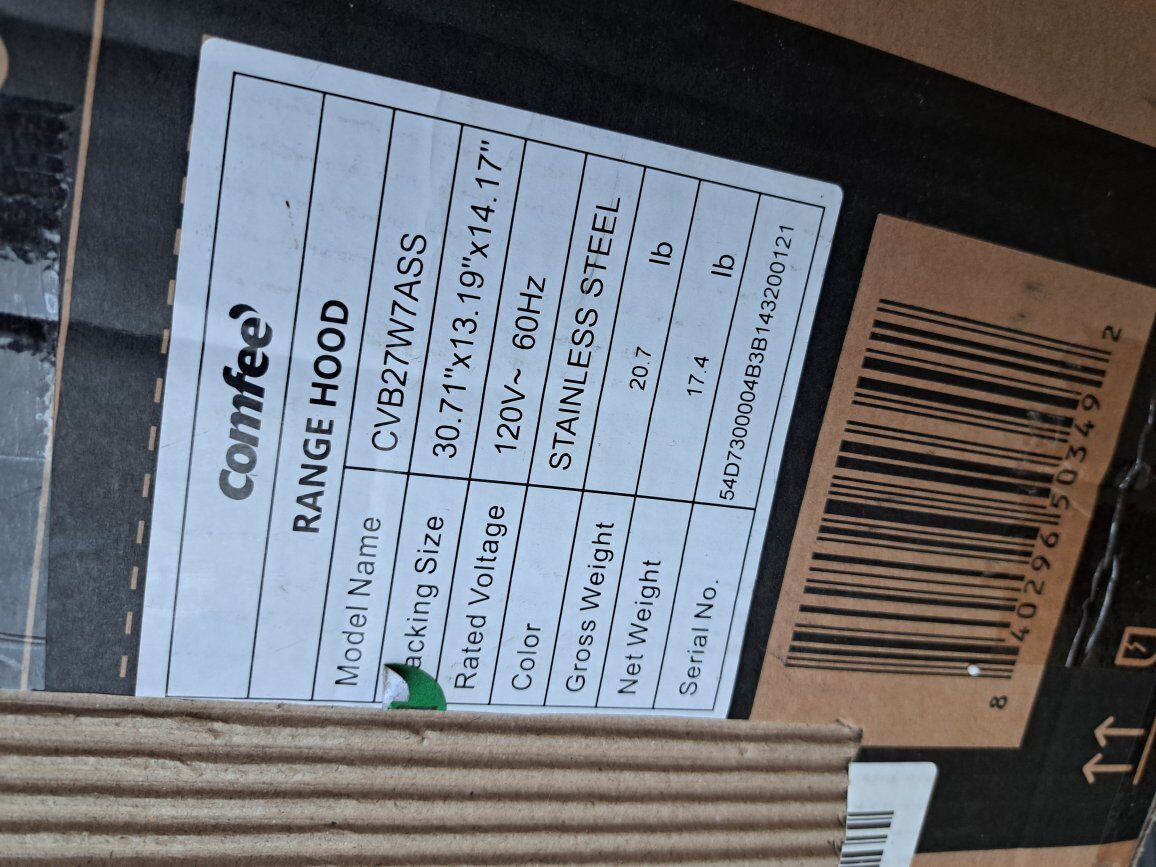 comfee'
RANGE HOOD
Model Name CVB27W7ASS
acking Size 30.71"x13.19"x14.17"
Rated Voltage 120V~ 60Hz
Color STAINLESS STEEL
Gross Weight 20.7 lb
Net Weight 17.4 lb
Serial No. 54D7300004B3B143200121
8 40296 50349 2